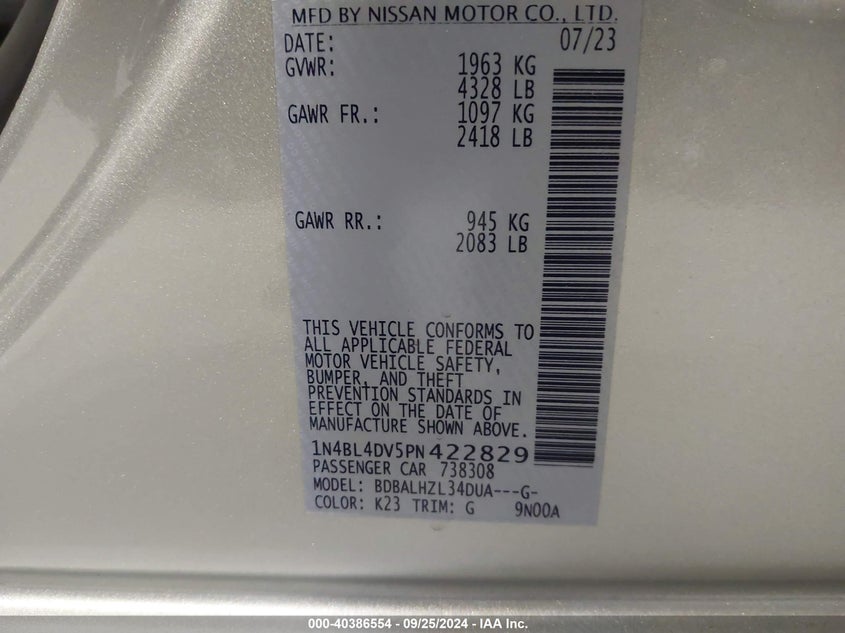 MFD BY NISSAN MOTOR CO., LTD.
DATE: 07/23
GVWR: 1963 KG
4328 LB
GAWR FR.: 1097 KG
2418 LB
GAWR RR.: 945 KG
2083 LB
THIS VEHICLE CONFORMS TO
ALL APPLICABLE FEDERAL
MOTOR VEHICLE SAFETY,
BUMPER, AND THEFT
PREVENTION STANDARDS IN
EFFECT ON THE DATE OF
MANUFACTURE SHOWN ABOVE.
1N4BL4DV5PN422829
PASSENGER CAR 738308
MODEL: BDBALHZL34DUA---G-
COLOR: K23 TRIM: G 9N00A
000-40386554 - 09/25/2024 - IAA Inc.